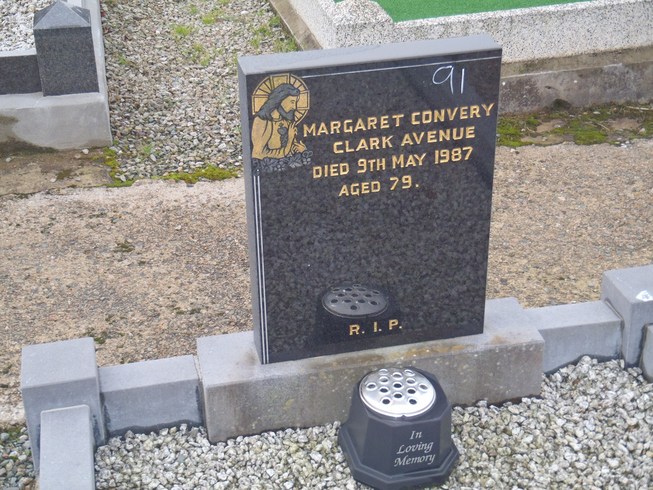 91
MARGARET CONVERY
CLARK AVENUE
DIED 9TH MAY 1987
AGED 79.
R. I. P.
In
Loving
Memory